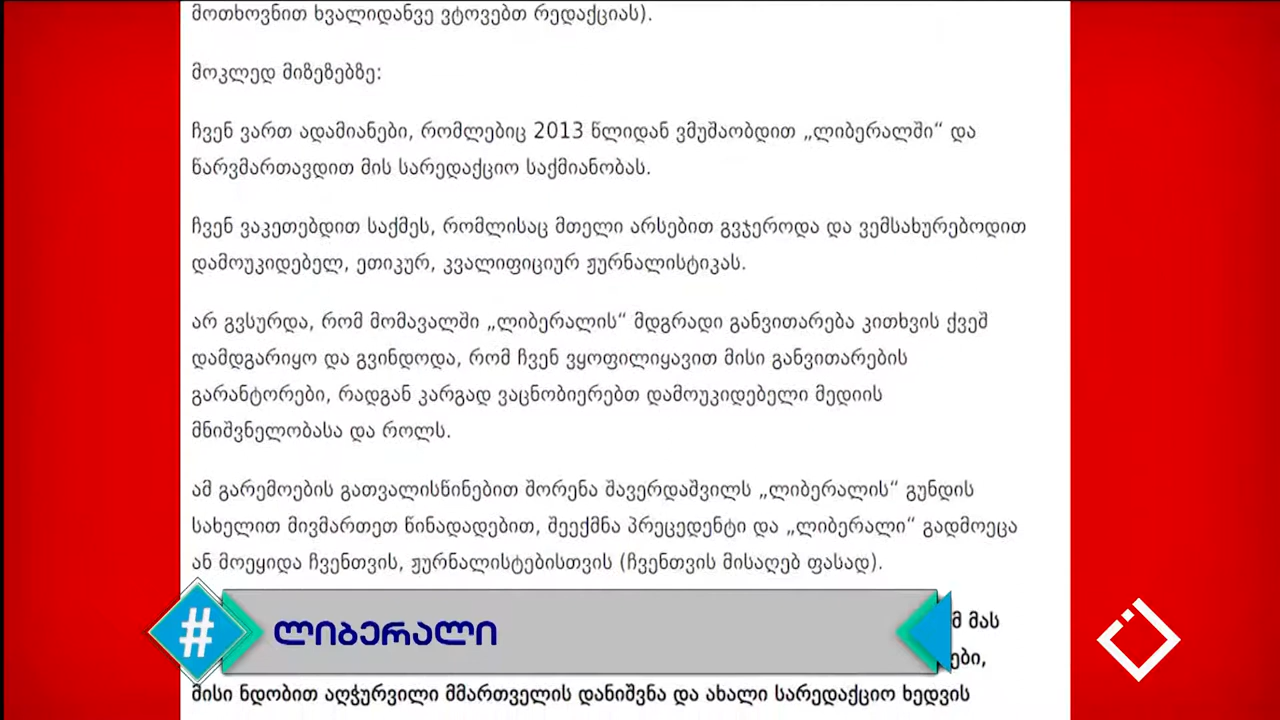 მოთხოვნით ხვალიდანვე ვტოვებთ რედაქციას).
მოკლედ მიზეზებზე:
ჩვენ ვართ ადამიანები, რომლებიც 2013 წლიდან ვმუშაობდით „ლიბერალში“ და
წარვმართავდით მის სარედაქციო საქმიანობას.
ჩვენ ვაკეთებდით საქმეს, რომლისაც მთელი არსებით გვჯეროდა და ვემსახურებოდით
დამოუკიდებელ, ეთიკურ, კვალიფიციურ ჟურნალისტიკას.
არ გვსურდა, რომ მომავალში „ლიბერალის“ მდგრადი განვითარება კითხვის ქვეშ
დამდგარიყო და გვინდოდა, რომ ჩვენ ვყოფილიყავით მისი განვითარების
გარანტორები, რადგან კარგად ვაცნობიერებთ დამოუკიდებელი მედიის
მნიშვნელობასა და როლს.
ამ გარემოების გათვალისწინებით შორენა შავერდაშვილს „ლიბერალის“ გუნდის
სახელით მივმართეთ წინადადებით, შეექმნა პრეცედენტი და „ლიბერალი“ გადმოეცა
ან მოეყიდა ჩვენთვის, ჟურნალისტებისთვის (ჩვენთვის მისაღებ ფასად).
მ მას
# ლიბერალი
ები,
მისი ნდობით აღჭურვილი მმართველის დანიშვნა და ახალი სარედაქციო ხედვის